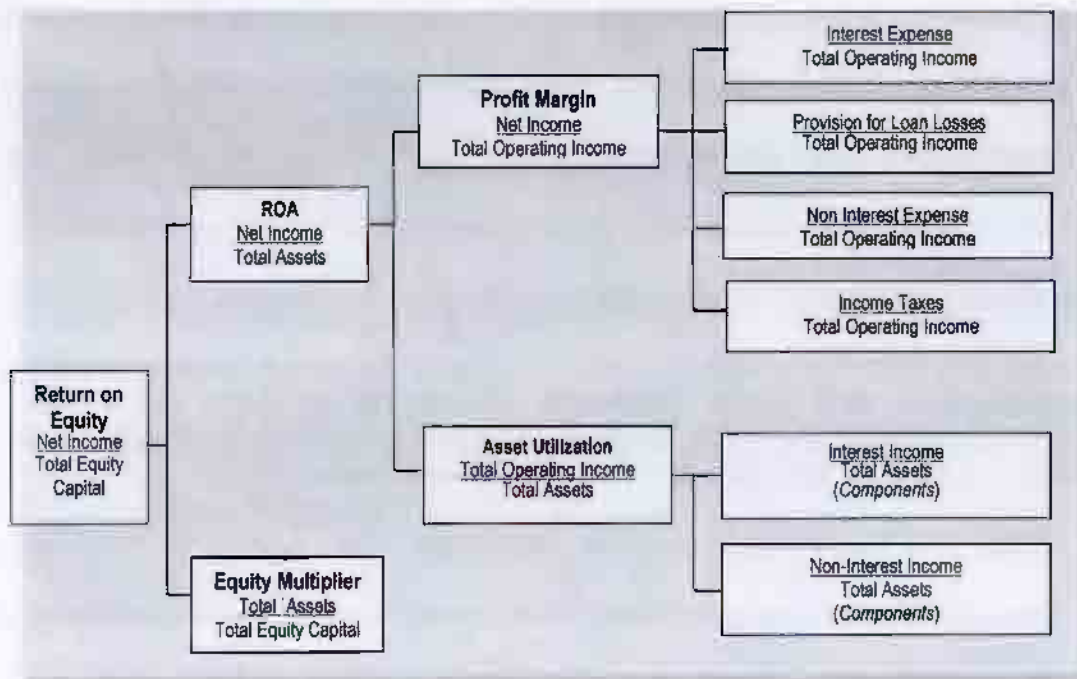 Interest Expense
Total Operating Income
Profit Margin
Net Income
Total Operating Income
Provision for Loan Losses
Total Operating Income
ROA
Net Income
Total Assets
Non Interest Expense
Total Operating Income
Income Taxes
Total Operating Income
Return on
Equity
Net Income
Total Equity
Capital
Asset Utilization
Total Operating Income
Total Assets
Interest Income
Total Assets
(Components)
Equity Multiplier
Total Assets
Total Equity Capital
Non-Interest Income
Total Assets
(Components)